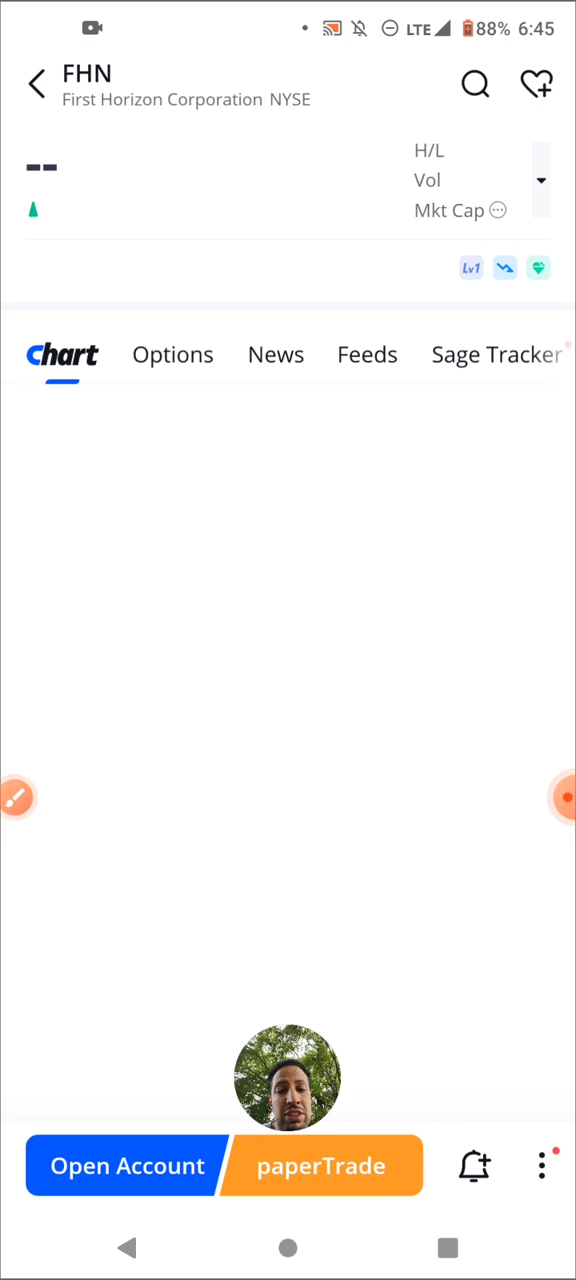 LTE 88% 6:45
FHN
First Horizon Corporation NYSE
--
H/L
Vol
Mkt Cap
Lv1
Chart Options News Feeds Sage Tracker
Open Account paperTrade